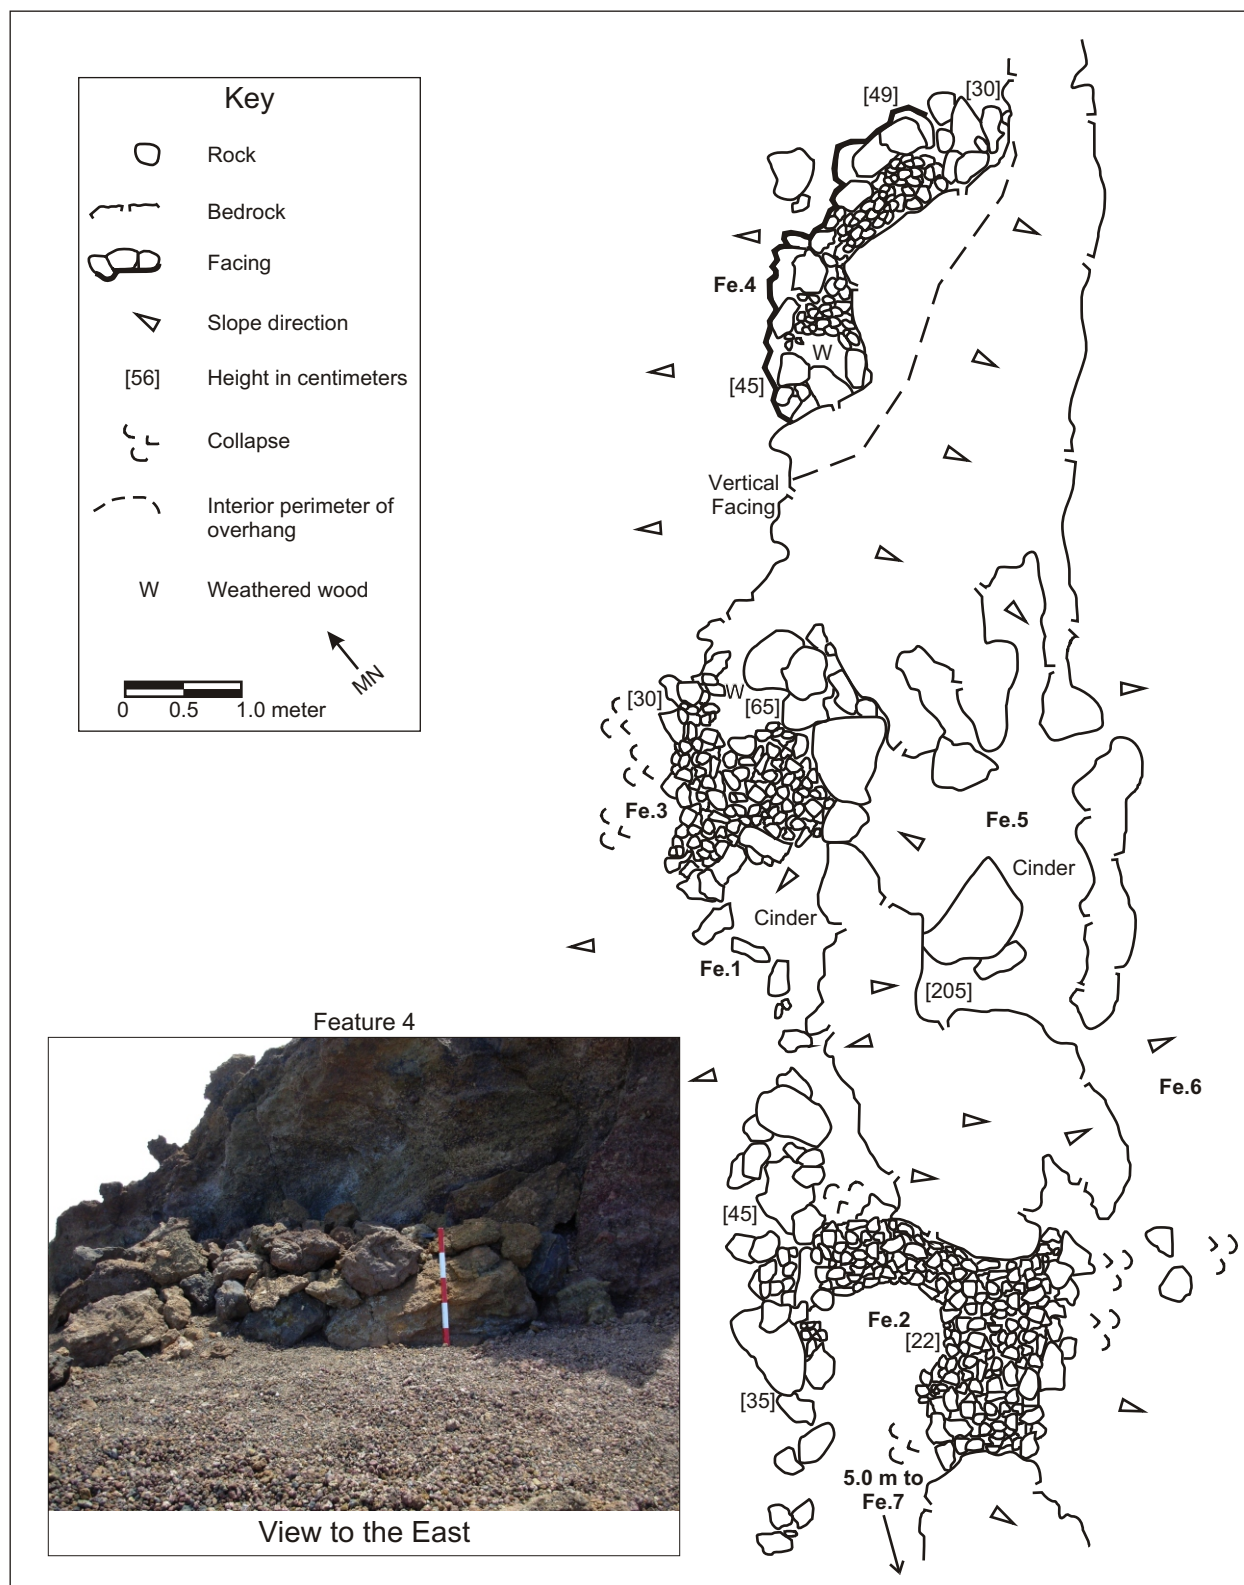 Key
Rock
Bedrock
Facing
Slope direction
[56] Height in centimeters
Collapse
Interior perimeter of
overhang
W Weathered wood
MN
0 0.5 1.0 meter
[49]
[30]
Fe.4
W
[45]
Vertical
Facing
W
[30]
[65]
Fe.3
Fe.5
Cinder
Cinder
Fe.1
[205]
Fe.6
[45]
Fe.2
[22]
[35]
5.0 m to
Fe.7
Feature 4
View to the East